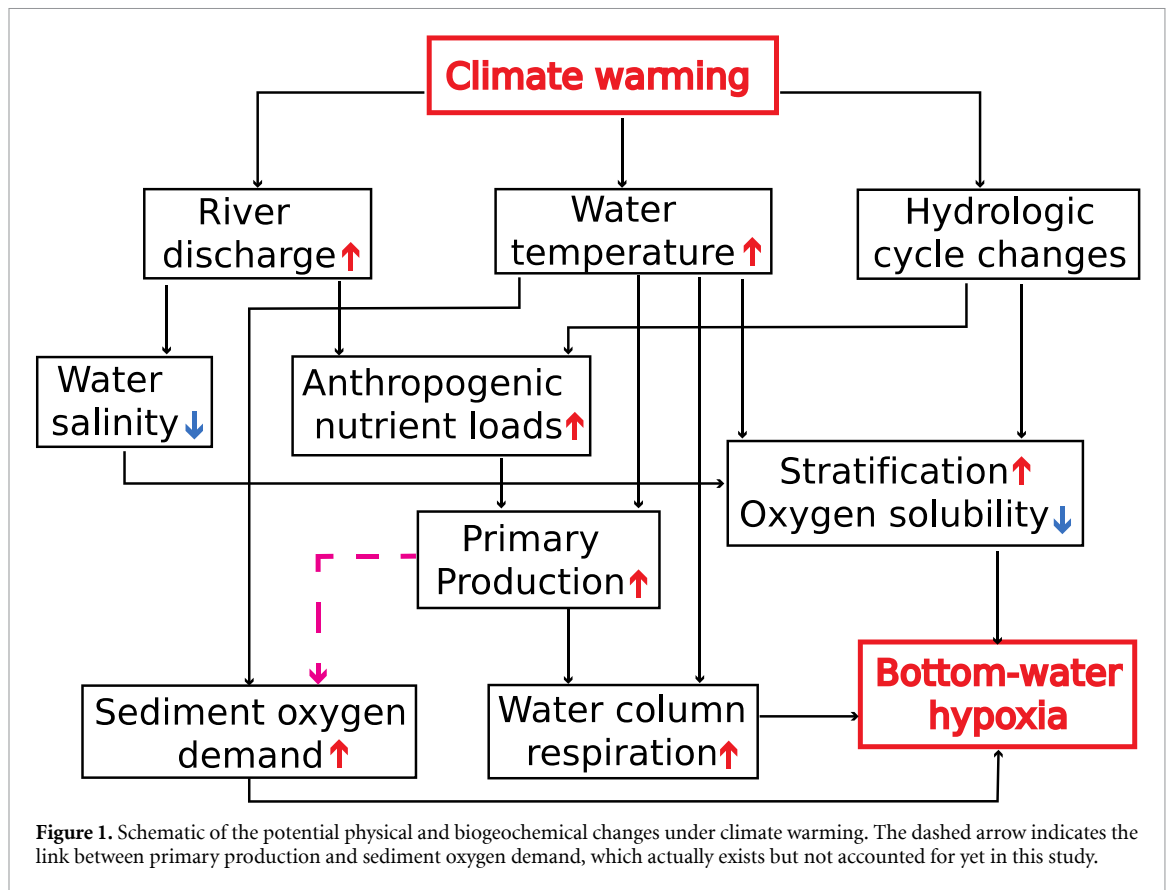 Climate warming
River
discharge↑
Water
temperature↑
Hydrologic
cycle changes
Water
salinity↓
Anthropogenic
nutrient loads↑
Stratification↑
Oxygen solubility↓
Primary
Production↑
Sediment oxygen
demand↑
Water column
respiration↑
Bottom-water
hypoxia
Figure 1. Schematic of the potential physical and biogeochemical changes under climate warming. The dashed arrow indicates the
link between primary production and sediment oxygen demand, which actually exists but not accounted for yet in this study.